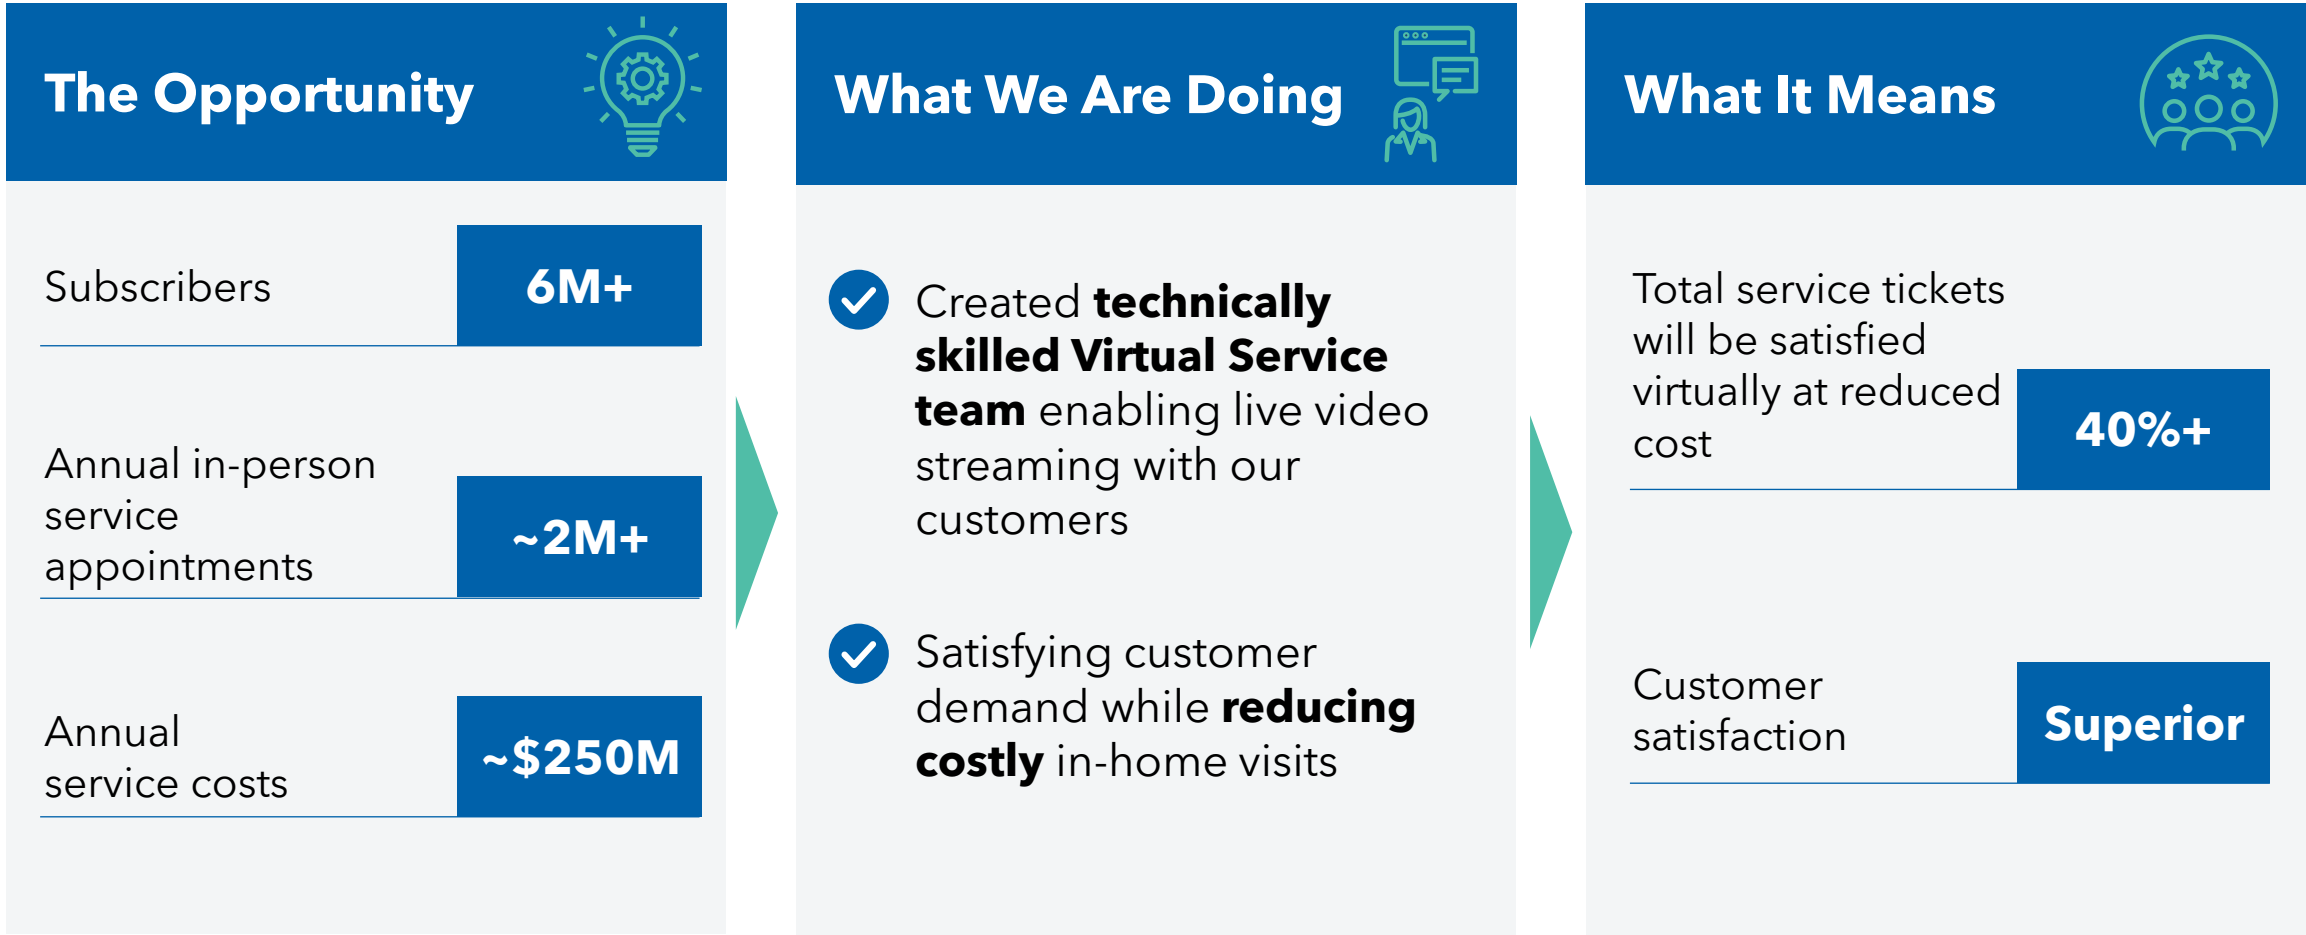 The Opportunity
Subscribers
6M+
Annual in-person
service
appointments
~2M+
Annual
service costs
~$250M
What We Are Doing
Created technically
skilled Virtual Service
team enabling live video
streaming with our
customers
Satisfying customer
demand while reducing
costly in-home visits
What It Means
Total service tickets
will be satisfied
virtually at reduced
cost
40%+
Customer
satisfaction
Superior